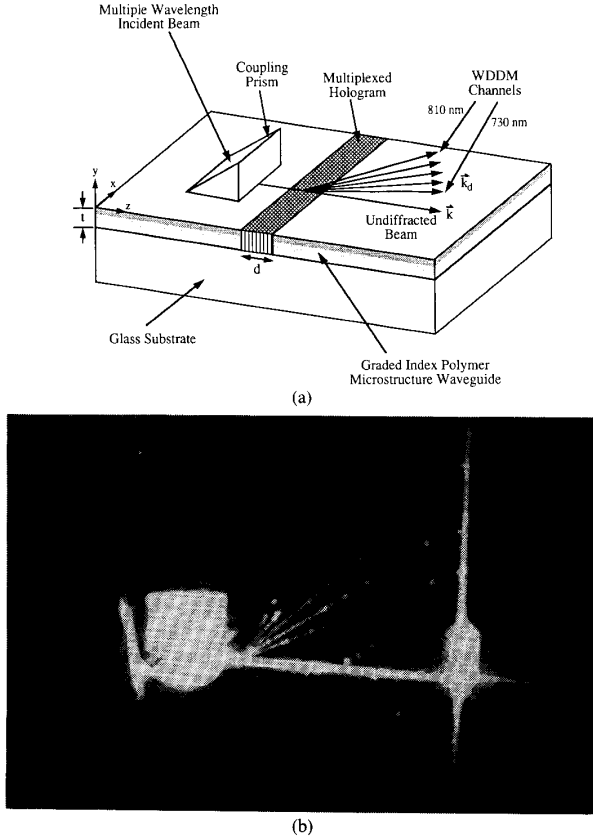 Multiple Wavelength
Incident Beam
Coupling
Prism
Multiplexed
Hologram
WDDM
Channels
810 nm
730 nm
y
x
z
t
k⃗d
k⃗
Undiffracted
Beam
d
Glass Substrate
Graded Index Polymer
Microstructure Waveguide
(a)
(b)